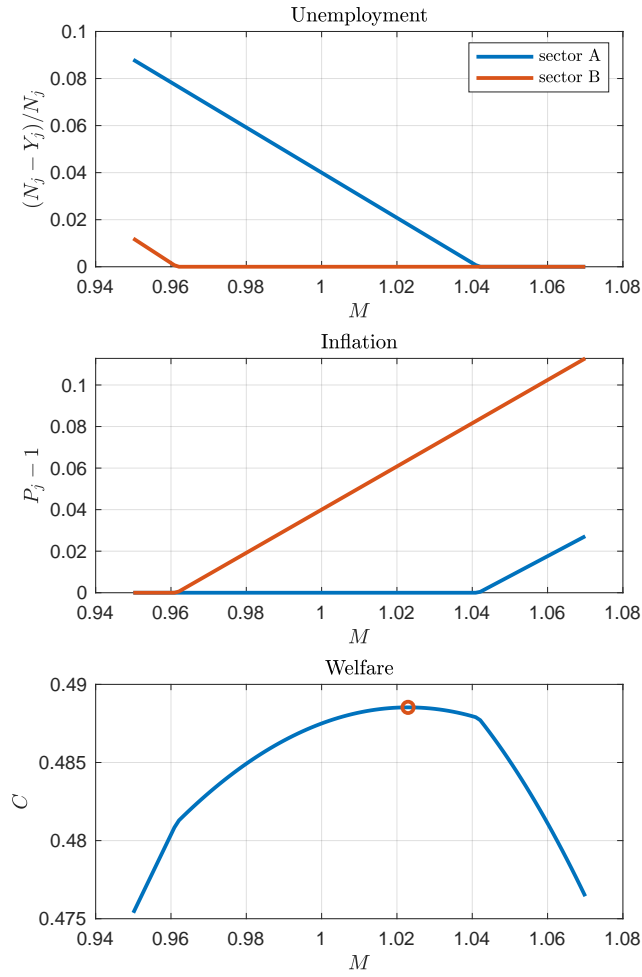 Unemployment
0.1
0.08
0.06
0.04
0.02
0
(N_j − Y_j)/N_j
sector A
sector B
0.94 0.96 0.98 1 1.02 1.04 1.06 1.08
M
Inflation
0.1
0.08
0.06
0.04
0.02
0
P_j − 1
0.94 0.96 0.98 1 1.02 1.04 1.06 1.08
M
Welfare
0.49
0.485
0.48
0.475
C
0.94 0.96 0.98 1 1.02 1.04 1.06 1.08
M